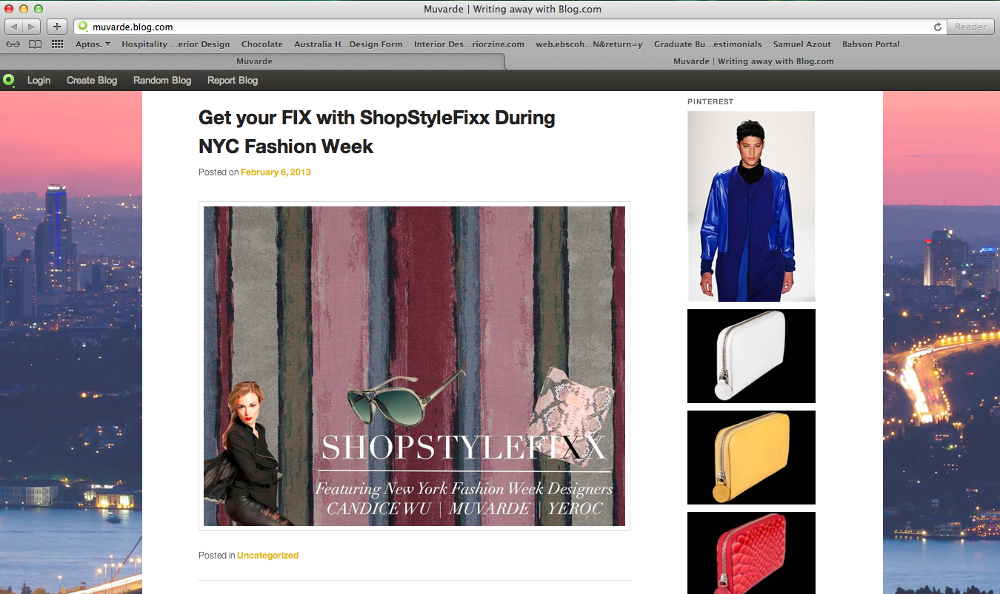 Muvarde | Writing away with Blog.com
muvarde.blog.com
Reader
Aptos.
Hospitality ...erior Design
Chocolate
Australia H...Design Form
Interior Des...riorzine.com
web.ebscoh...N&return=y
Graduate Bu...estimonials
Samuel Azout
Babson Portal
Muvarde
Muvarde | Writing away with Blog.com
Login
Create Blog
Random Blog
Report Blog
Get your FIX with ShopStyleFixx During
NYC Fashion Week
Posted on February 6, 2013
SHOPSTYLEFIXX
Featuring New York Fashion Week Designers
CANDICE WU | MUVARDE | YEROC
Posted in Uncategorized
PINTEREST